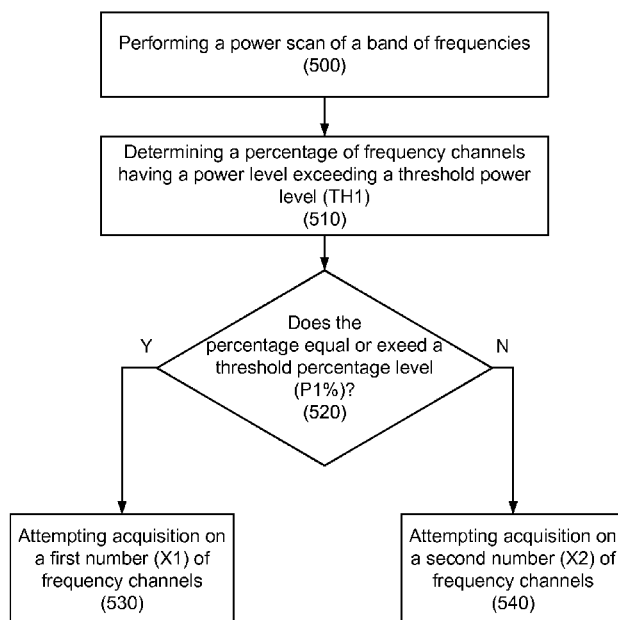 Performing a power scan of a band of frequencies
(500)
Determining a percentage of frequency channels
having a power level exceeding a threshold power
level (TH1)
(510)
Does the
percentage equal or exeed a
threshold percentage level
(P1%)?
(520)
Y
N
Attempting acquisition on
a first number (X1) of
frequency channels
(530)
Attempting acquisition on
a second number (X2) of
frequency channels
(540)